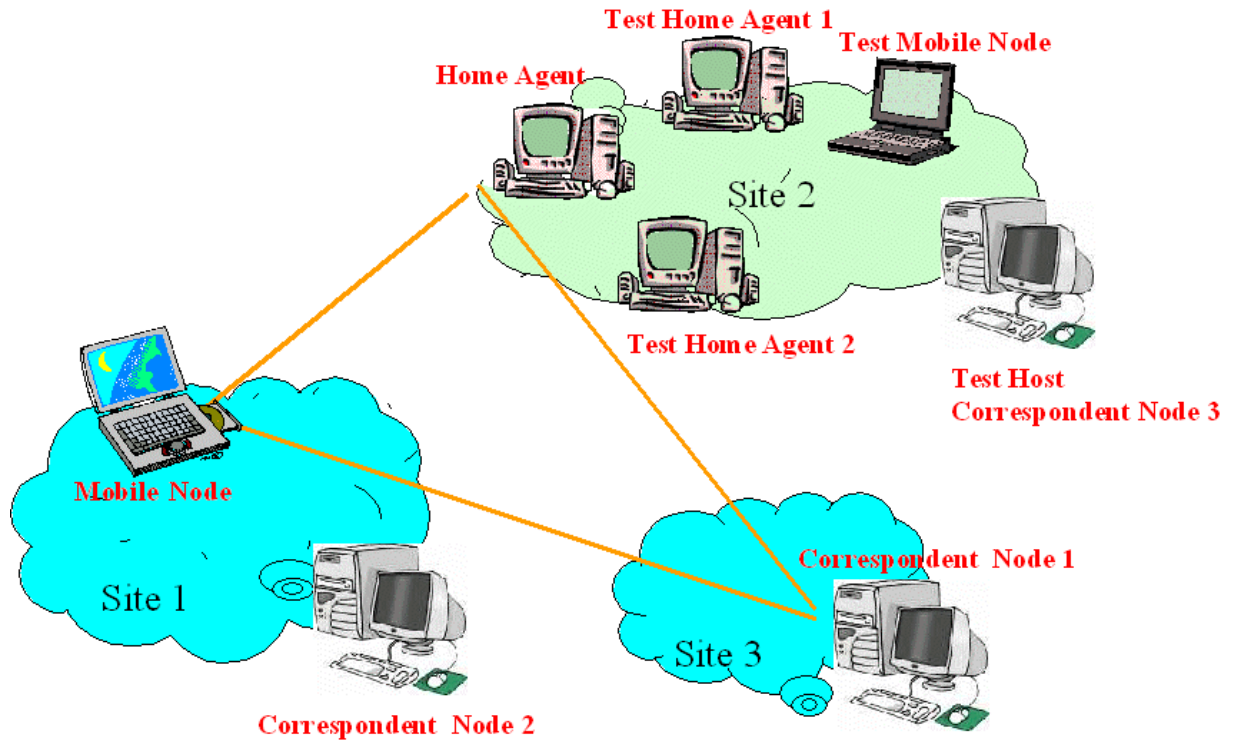 Test Home Agent 1
Test Mobile Node
Home Agent
Site 2
Test Home Agent 2
Test Host
Correspondent Node 3
Mobile Node
Site 1
Correspondent Node 1
Site 3
Correspondent Node 2